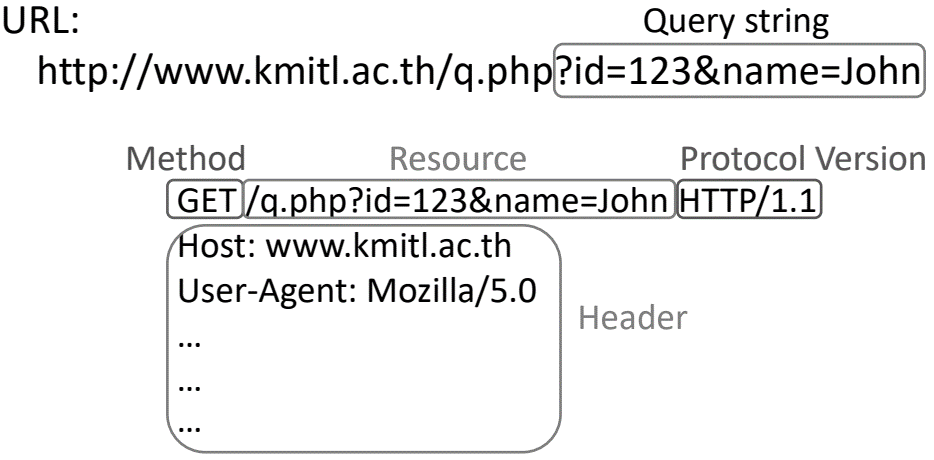 URL:
Query string
http://www.kmitl.ac.th/q.php?id=123&name=John
Method Resource Protocol Version
GET /q.php?id=123&name=John HTTP/1.1
Host: www.kmitl.ac.th
User-Agent: Mozilla/5.0
Header
...
...
...